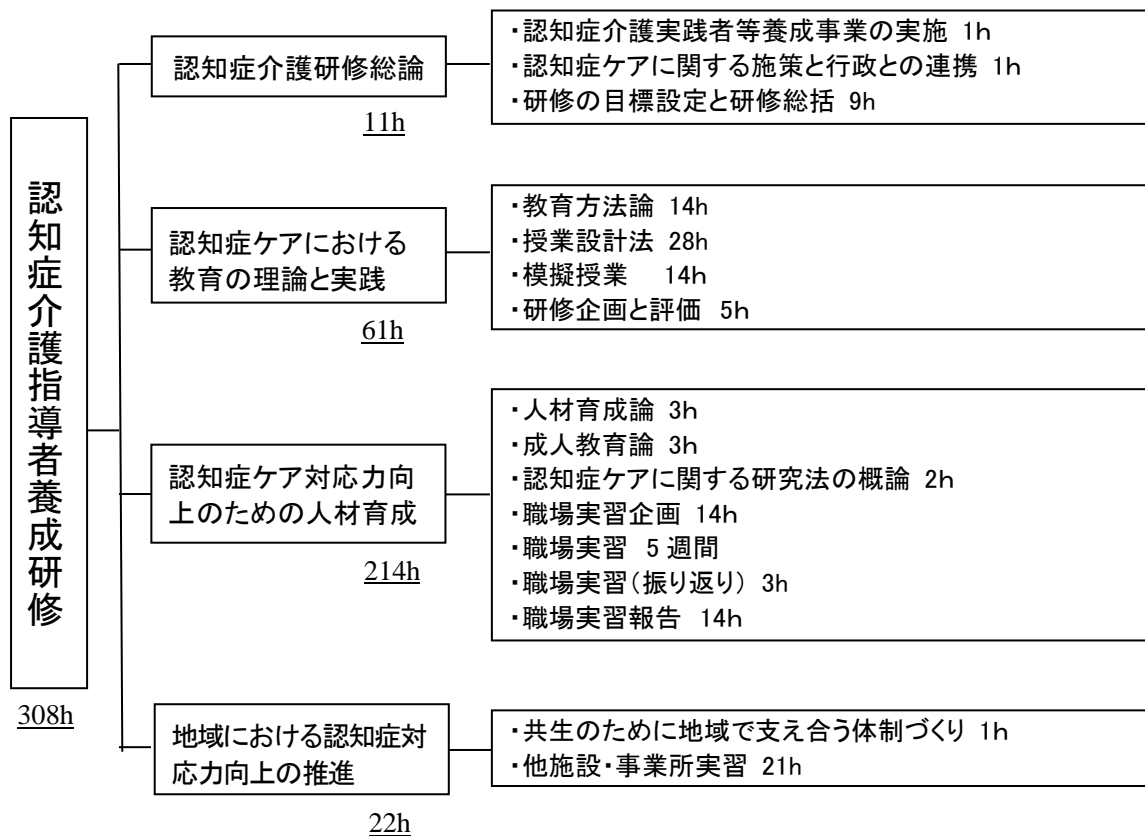 認知症介護指導者養成研修
308h
認知症介護研修総論
11h
・認知症介護実践者等養成事業の実施 1h
・認知症ケアに関する施策と行政との連携 1h
・研修の目標設定と研修総括 9h
認知症ケアにおける
教育の理論と実践
61h
・教育方法論 14h
・授業設計法 28h
・模擬授業　 14h
・研修企画と評価 5h
認知症ケア対応力向
上のための人材育成
214h
・人材育成論 3h
・成人教育論 3h
・認知症ケアに関する研究法の概論 2h
・職場実習企画 14h
・職場実習 5 週間
・職場実習（振り返り） 3h
・職場実習報告 14h
地域における認知症対
応力向上の推進
22h
・共生のために地域で支え合う体制づくり 1h
・他施設・事業所実習 21h